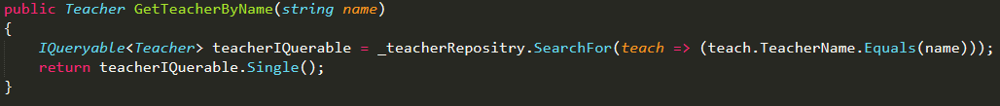 public Teacher GetTeacherByName(string name)
{
    IQueryable<Teacher> teacherIQuerable = _teacherRepositry.SearchFor(teach => (teach.TeacherName.Equals(name)));
    return teacherIQuerable.Single();
}